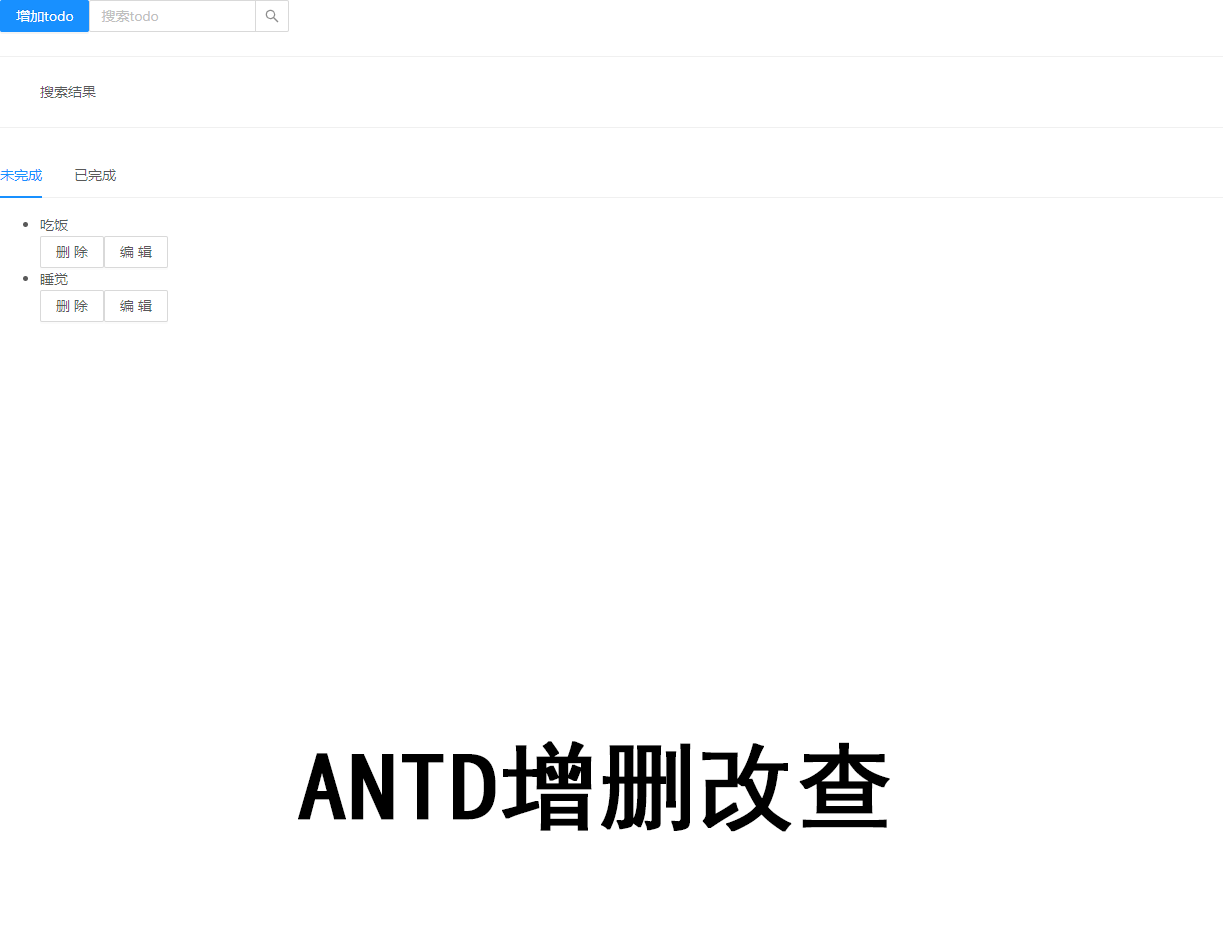 增加todo 搜索todo
搜索结果
未完成 已完成
吃饭
删 除 编 辑
睡觉
删 除 编 辑
ANTD增删改查